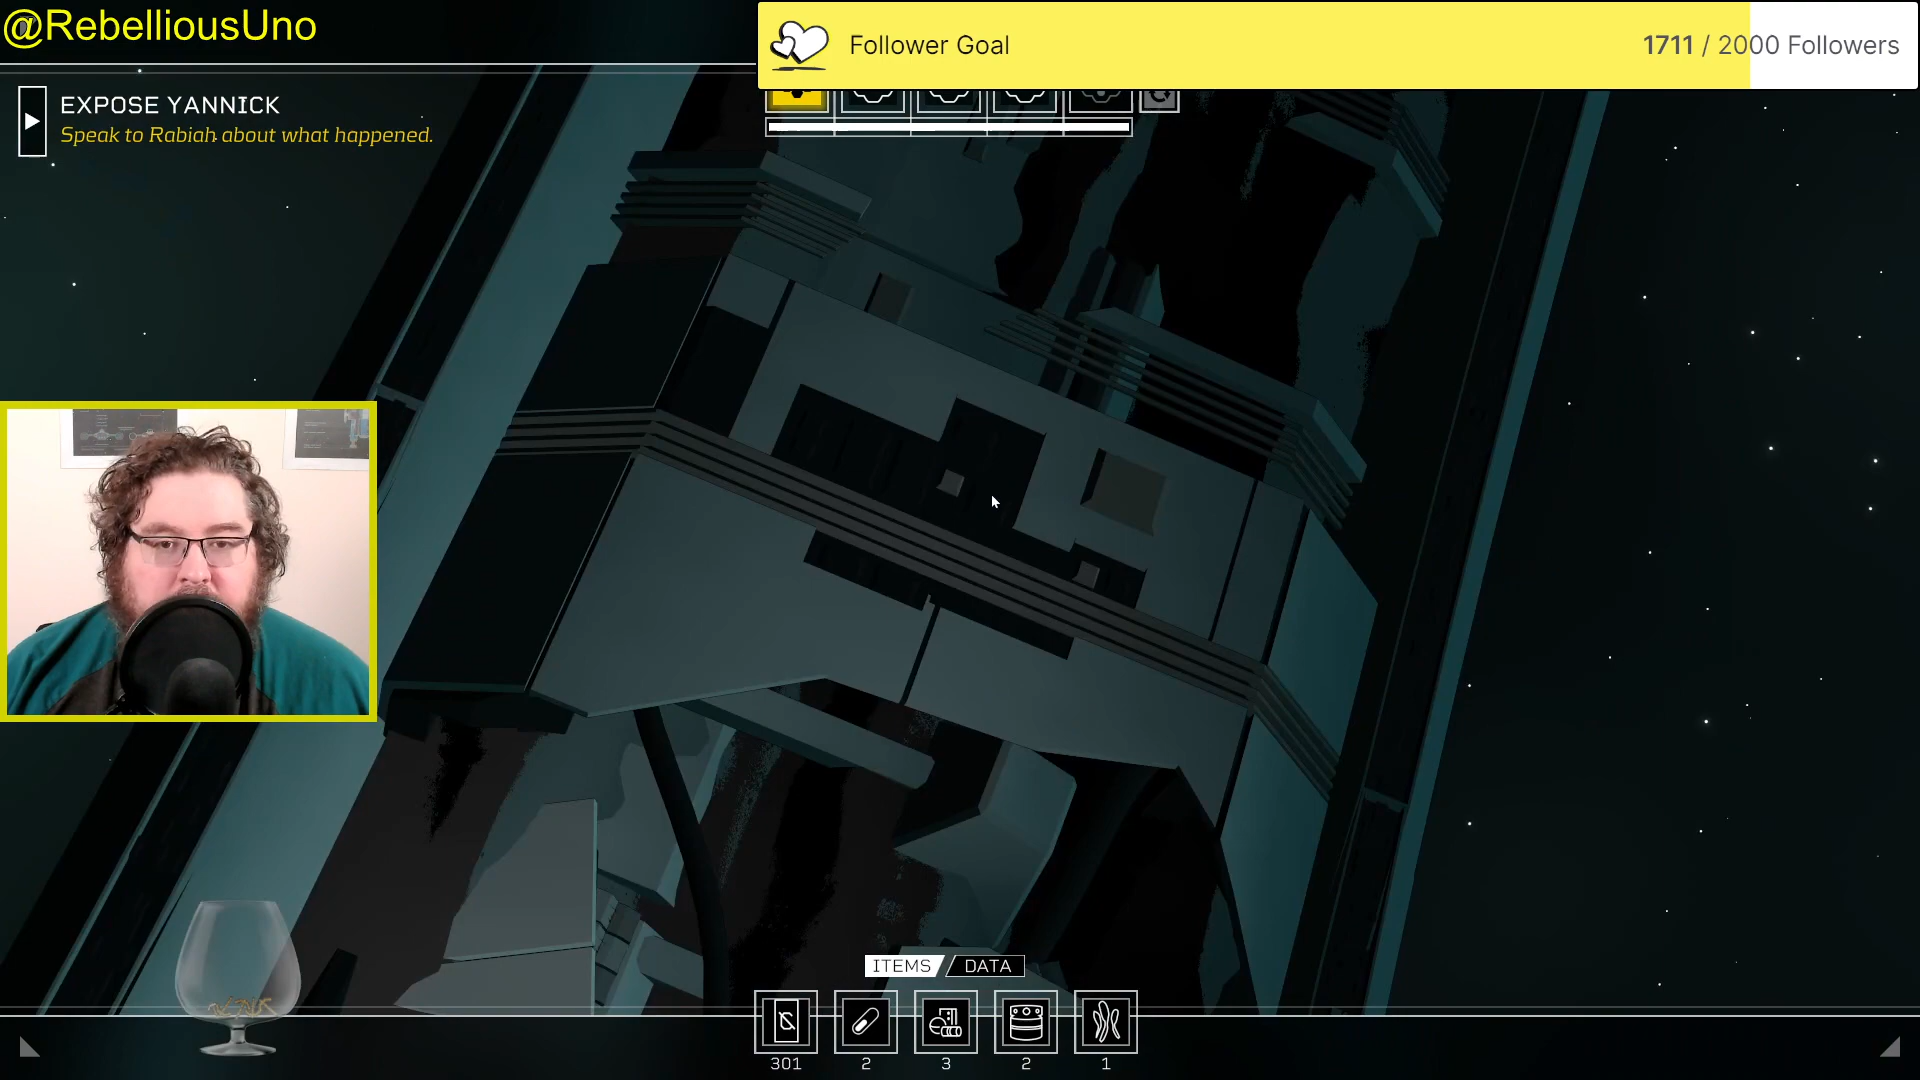 @RebelliousUno
Follower Goal
1711 / 2000 Followers
EXPOSE YANNICK
Speak to Rabiah about what happened.
ITEMS
DATA
301
2
3
2
1